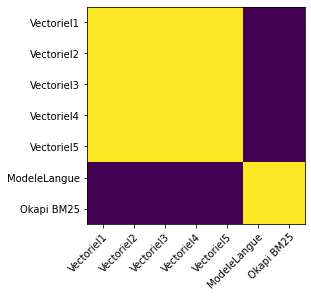 Vectoriel1
Vectoriel2
Vectoriel3
Vectoriel4
Vectoriel5
ModeleLangue
Okapi BM25
Vectoriel1
Vectoriel2
Vectoriel3
Vectoriel4
Vectoriel5
ModeleLangue
Okapi BM25